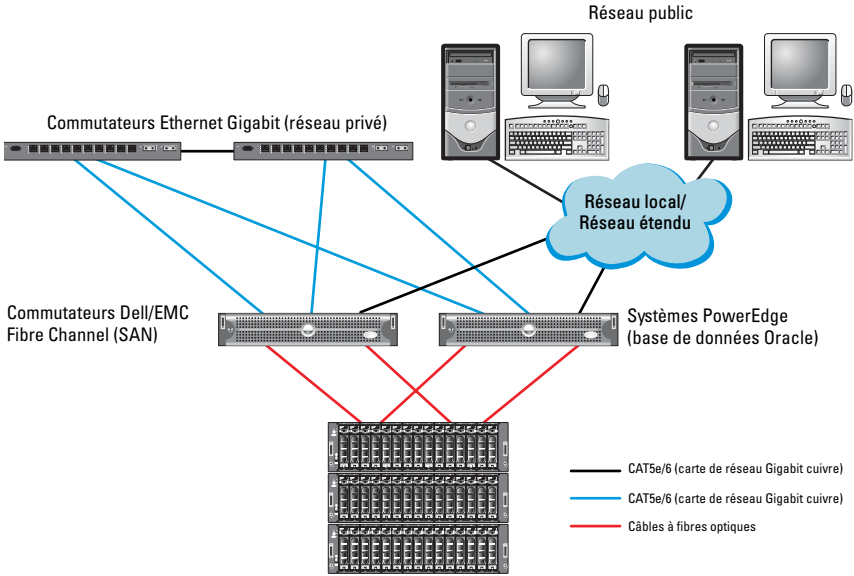 Réseau public
Commutateurs Ethernet Gigabit (réseau privé)
Réseau local/
Réseau étendu
Commutateurs Dell/EMC
Fibre Channel (SAN)
Systèmes PowerEdge
(base de données Oracle)
CAT5e/6 (carte de réseau Gigabit cuivre)
CAT5e/6 (carte de réseau Gigabit cuivre)
Câbles à fibres optiques